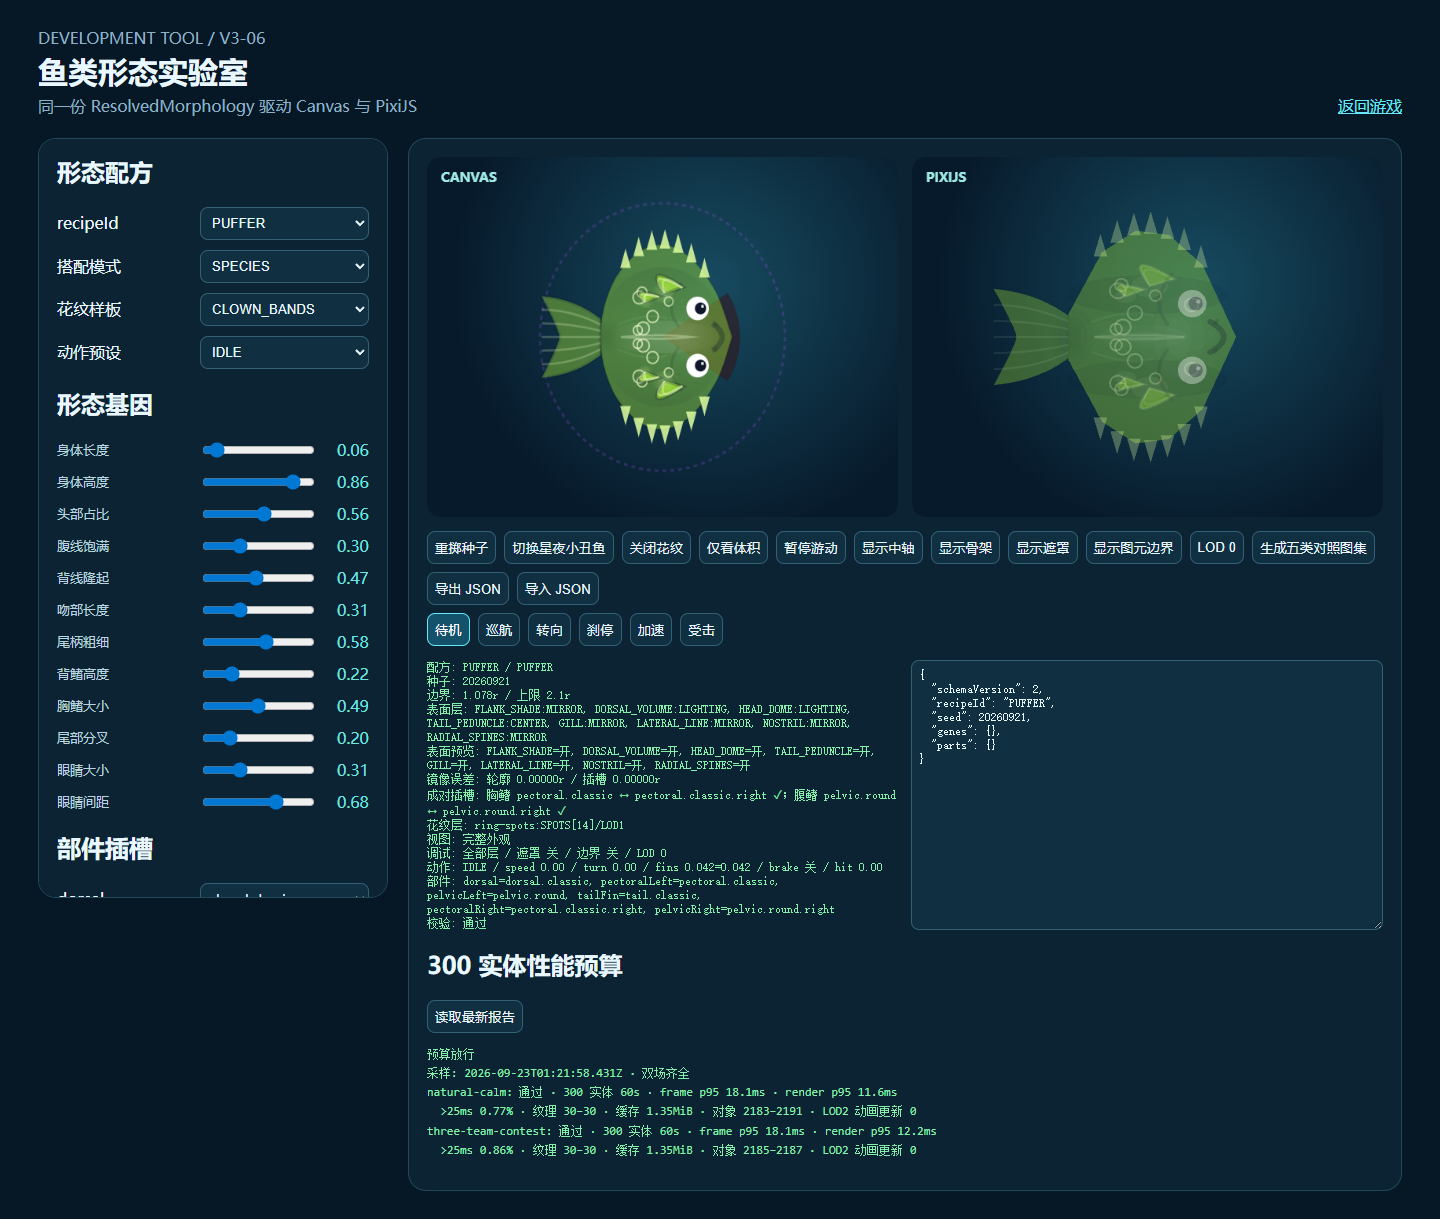 DEVELOPMENT TOOL / V3-06
鱼类形态实验室
同一份 ResolvedMorphology 驱动 Canvas 与 PixiJS
返回游戏
形态配方
recipeId PUFFER
搭配模式 SPECIES
花纹样板 CLOWN_BANDS
动作预设 IDLE
形态基因
身体长度 0.06
身体高度 0.86
头部占比 0.56
腹线饱满 0.30
背线隆起 0.47
吻部长度 0.31
尾柄粗细 0.58
背鳍高度 0.22
胸鳍大小 0.49
尾部分叉 0.20
眼睛大小 0.31
眼睛间距 0.68
部件插槽
CANVAS
PIXIJS
重掷种子 切换星夜小丑鱼 关闭花纹 仅看体积 暂停游动 显示中轴 显示骨架 显示遮罩 显示图元边界 LOD 0 生成五类对照图集
导出 JSON 导入 JSON
待机 巡航 转向 刹停 加速 受击
配方: PUFFER / PUFFER
种子: 20260921
边界: 1.078r / 上限 2.1r
表面层: FLANK_SHADE:MIRROR, DORSAL_VOLUME:LIGHTING, HEAD_DOME:LIGHTING,
TAIL_PEDUNCLE:CENTER, GILL:MIRROR, LATERAL_LINE:MIRROR, NOSTRIL:MIRROR,
RADIAL_SPINES:MIRROR
表面预览: FLANK_SHADE=开, DORSAL_VOLUME=开, HEAD_DOME=开, TAIL_PEDUNCLE=开,
GILL=开, LATERAL_LINE=开, NOSTRIL=开, RADIAL_SPINES=开
镜像误差: 轮廓 0.00000r / 插槽 0.00000r
成对插槽: 胸鳍 pectoral.classic ↔ pectoral.classic.right ✓; 腹鳍 pelvic.round
↔ pelvic.round.right ✓
花纹层: ring-spots:SPOTS[14]/LOD1
视图: 完整外观
调试: 全部层 / 遮罩 关 / 边界 关 / LOD 0
动作: IDLE / speed 0.00 / turn 0.00 / fins 0.042=0.042 / brake 关 / hit 0.00
部件: dorsal=dorsal.classic, pectoralLeft=pectoral.classic,
pelvicLeft=pelvic.round, tailFin=tail.classic,
pectoralRight=pectoral.classic.right, pelvicRight=pelvic.round.right
校验: 通过
{
"schemaVersion": 2,
"recipeId": "PUFFER",
"seed": 20260921,
"genes": {},
"parts": {}
}
300 实体性能预算
读取最新报告
预算放行
采样: 2026-09-23T01:21:58.431Z · 双场齐全
natural-calm: 通过 · 300 实体 60s · frame p95 18.1ms · render p95 11.6ms
>25ms 0.77% · 纹理 30–30 · 缓存 1.35MiB · 对象 2183–2191 · LOD2 动画更新 0
three-team-contest: 通过 · 300 实体 60s · frame p95 18.1ms · render p95 12.2ms
>25ms 0.86% · 纹理 30–30 · 缓存 1.35MiB · 对象 2185–2187 · LOD2 动画更新 0